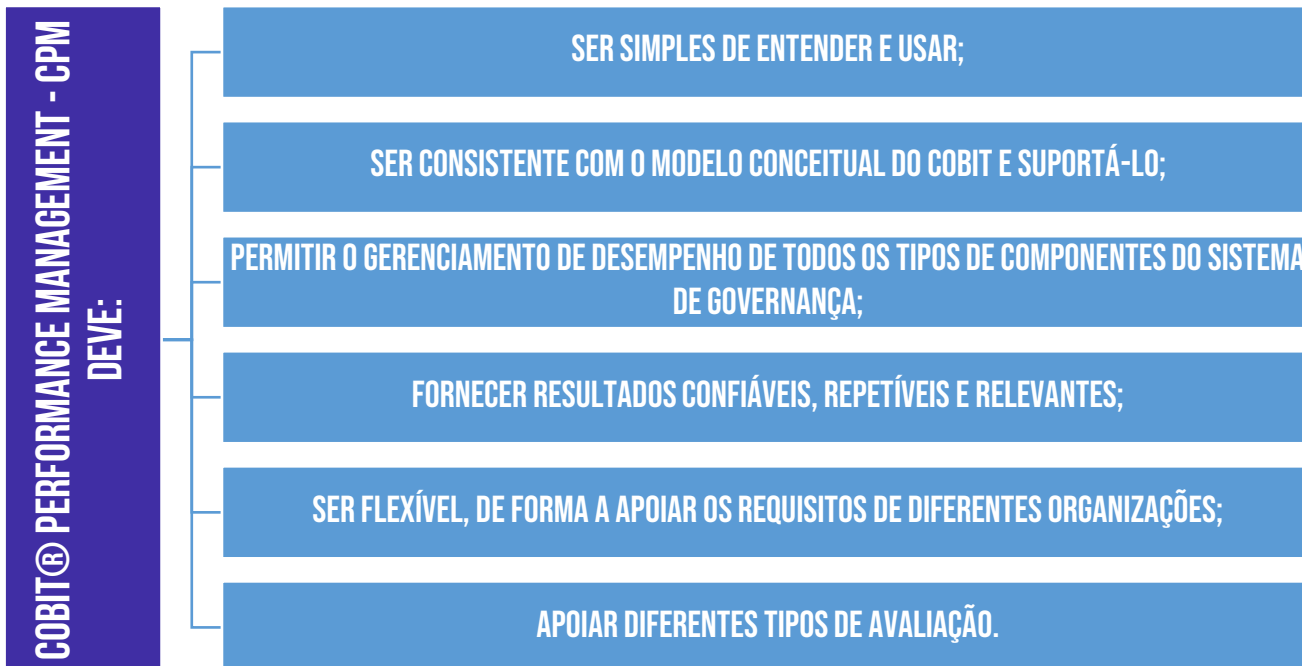 COBIT® PERFORMANCE MANAGEMENT - CPM
DEVE:
SER SIMPLES DE ENTENDER E USAR;
SER CONSISTENTE COM O MODELO CONCEITUAL DO COBIT E SUPORTÁ-LO;
PERMITIR O GERENCIAMENTO DE DESEMPENHO DE TODOS OS TIPOS DE COMPONENTES DO SISTEMA
DE GOVERNANÇA;
FORNECER RESULTADOS CONFIÁVEIS, REPETÍVEIS E RELEVANTES;
SER FLEXÍVEL, DE FORMA A APOIAR OS REQUISITOS DE DIFERENTES ORGANIZAÇÕES;
APOIAR DIFERENTES TIPOS DE AVALIAÇÃO.